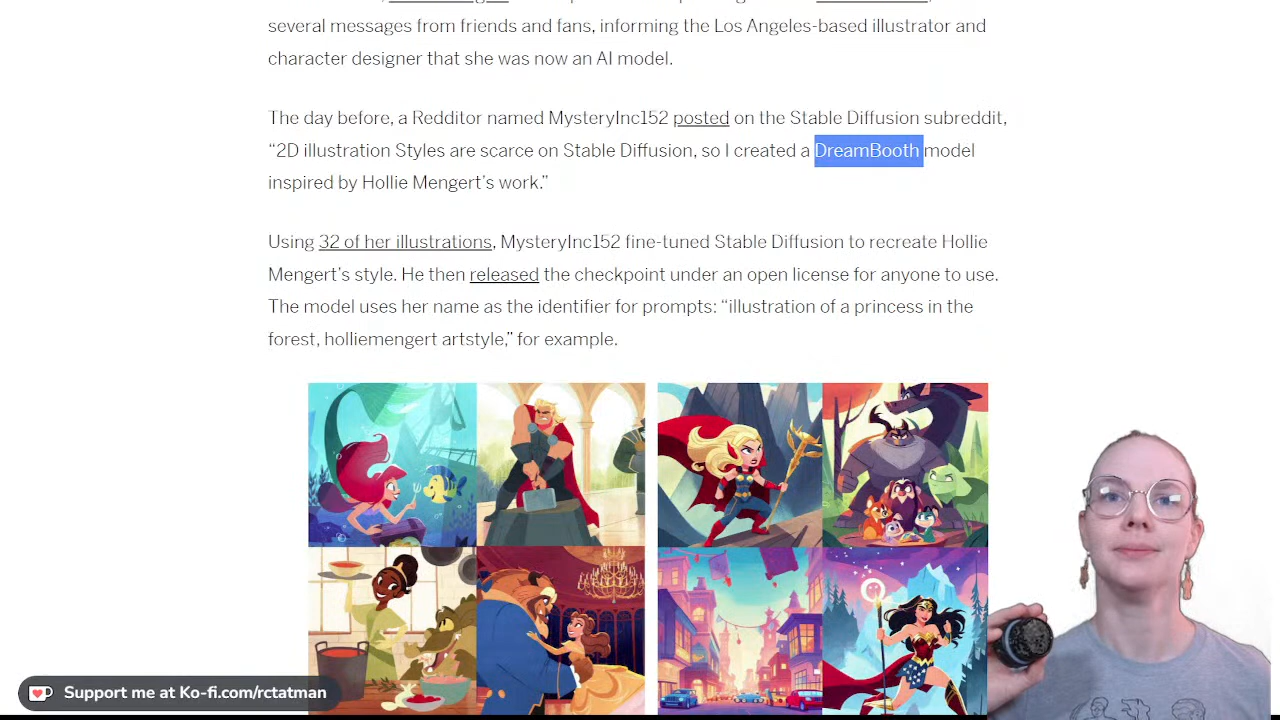 several messages from friends and fans, informing the Los Angeles-based illustrator and
character designer that she was now an AI model.
The day before, a Redditor named MysteryInc152 posted on the Stable Diffusion subreddit,
“2D illustration Styles are scarce on Stable Diffusion, so I created a DreamBooth model
inspired by Hollie Mengert’s work.”
Using 32 of her illustrations, MysteryInc152 fine-tuned Stable Diffusion to recreate Hollie
Mengert’s style. He then released the checkpoint under an open license for anyone to use.
The model uses her name as the identifier for prompts: “illustration of a princess in the
forest, holliemengert artstyle,” for example.
Support me at Ko-fi.com/rctatman